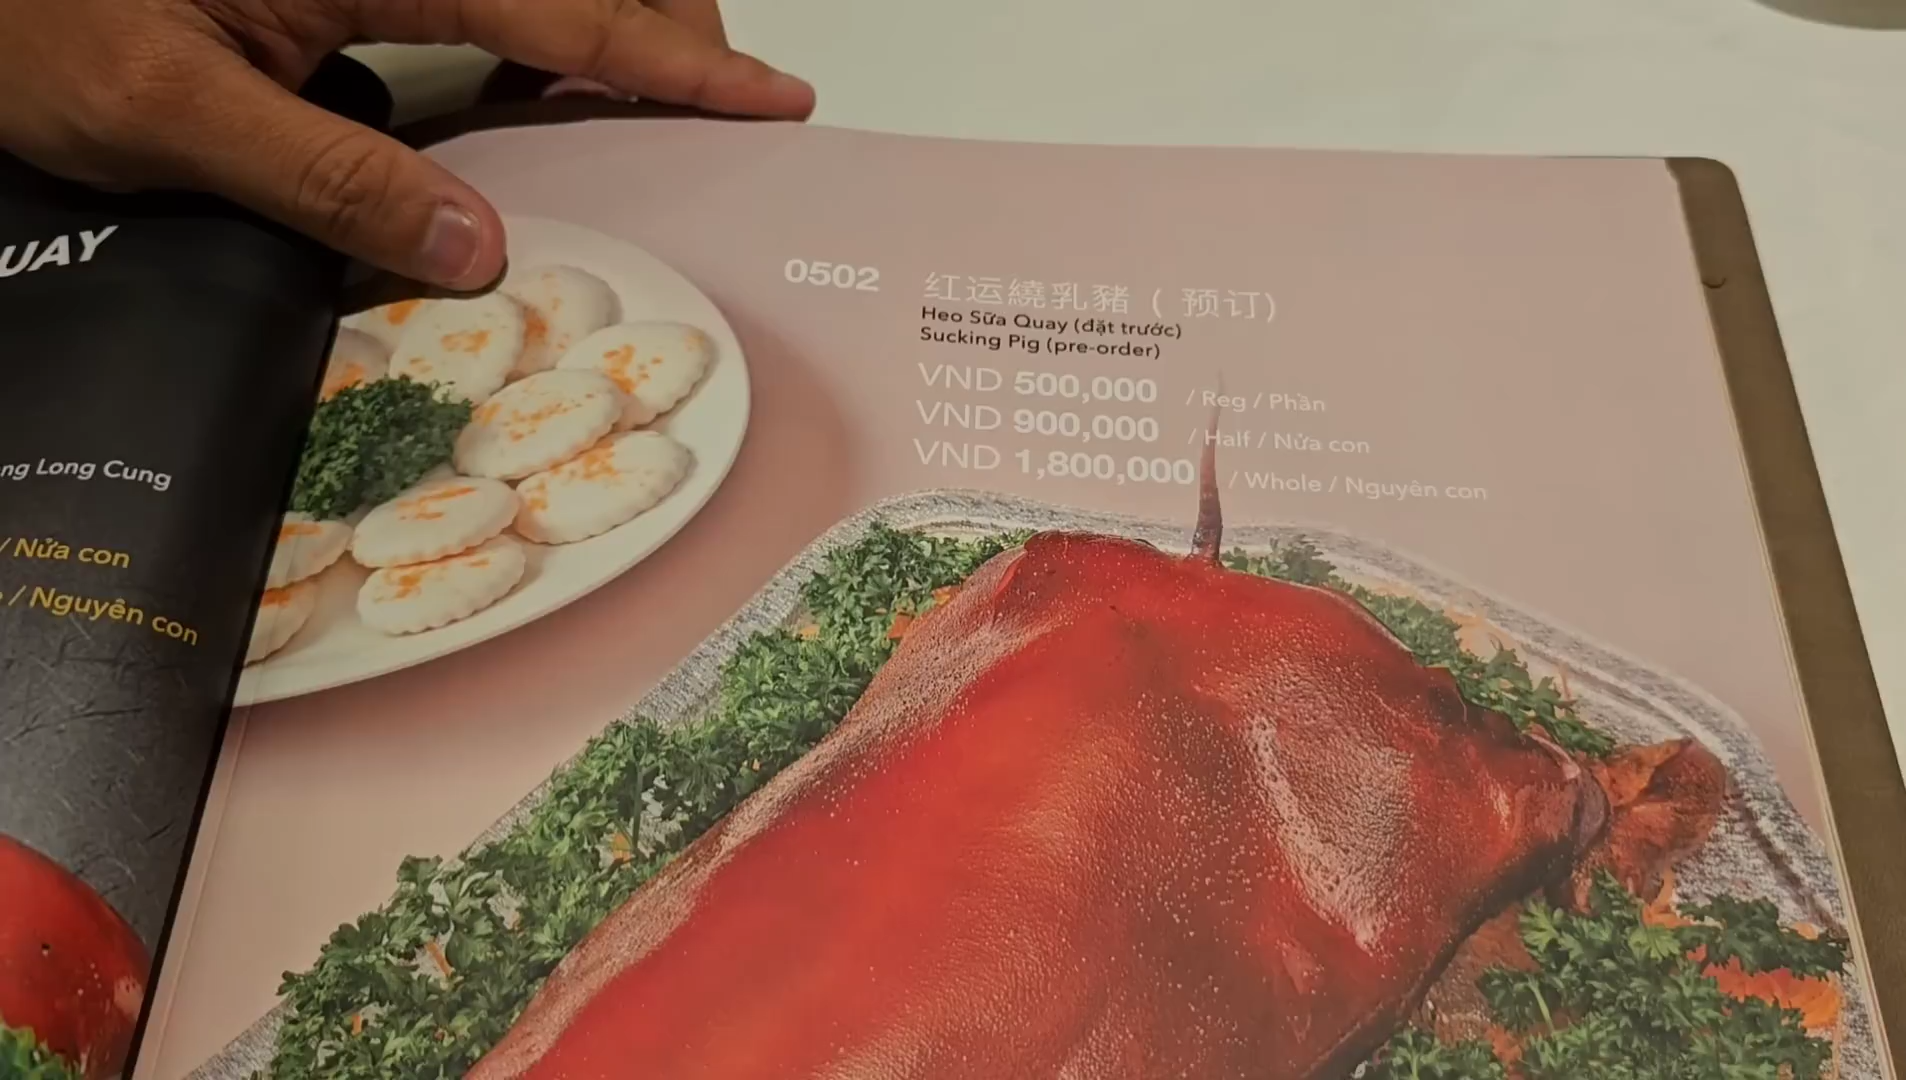 UAY
ng Long Cung
/ Nửa con
/ Nguyên con
0502 红运繞乳豬 ( 预订)
Heo Sữa Quay (đặt trước)
Sucking Pig (pre-order)
VND 500,000 / Reg / Phần
VND 900,000 / Half / Nửa con
VND 1,800,000 / Whole / Nguyên con